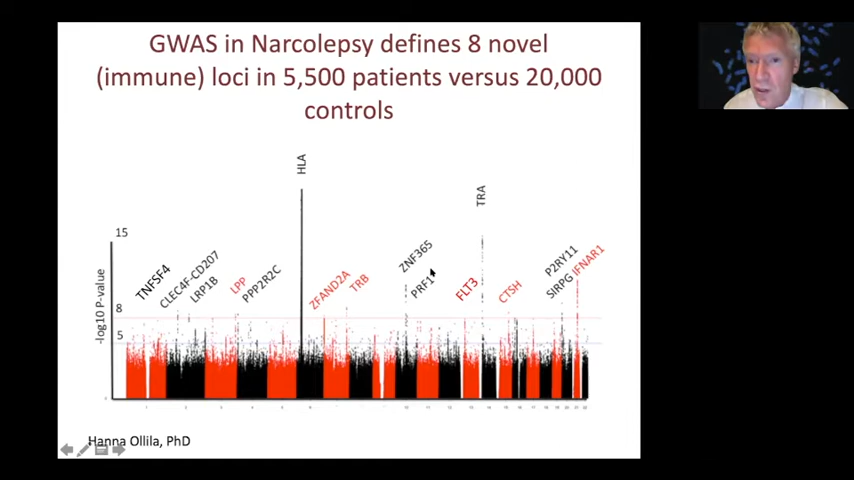 GWAS in Narcolepsy defines 8 novel
(immune) loci in 5,500 patients versus 20,000
controls
HLA
TRA
15
8
5
-log10 P-value
TNFSF4
CLEC4F-CD207
LRP1B
LPP
PPP2R2C
ZFAND2A
TRB
ZNF365
PRF1
FLT3
CTSH
P2RY11
SIRPG
IFNAR1
Hanna Ollila, PhD